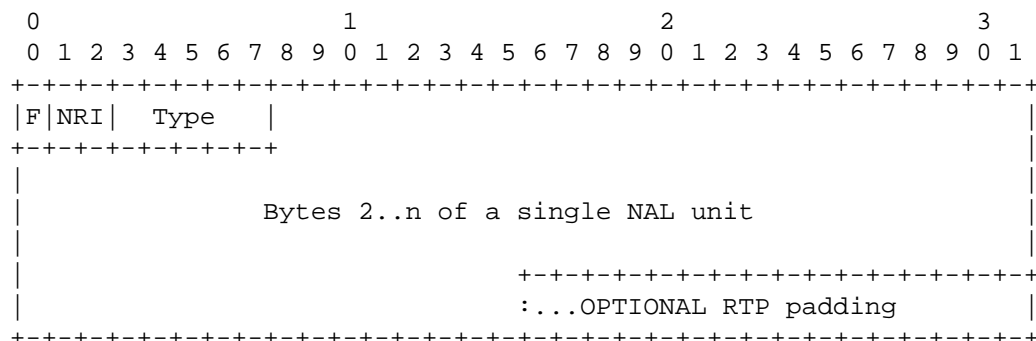 0                   1                   2                   3
 0 1 2 3 4 5 6 7 8 9 0 1 2 3 4 5 6 7 8 9 0 1 2 3 4 5 6 7 8 9 0 1
+-+-+-+-+-+-+-+-+-+-+-+-+-+-+-+-+-+-+-+-+-+-+-+-+-+-+-+-+-+-+-+-+
|F|NRI|  Type   |                                               |
+-+-+-+-+-+-+-+-+                                               |
|                                                               |
|               Bytes 2..n of a single NAL unit                 |
|                                                               |
|                               +-+-+-+-+-+-+-+-+-+-+-+-+-+-+-+-+
|                               :...OPTIONAL RTP padding        |
+-+-+-+-+-+-+-+-+-+-+-+-+-+-+-+-+-+-+-+-+-+-+-+-+-+-+-+-+-+-+-+-+